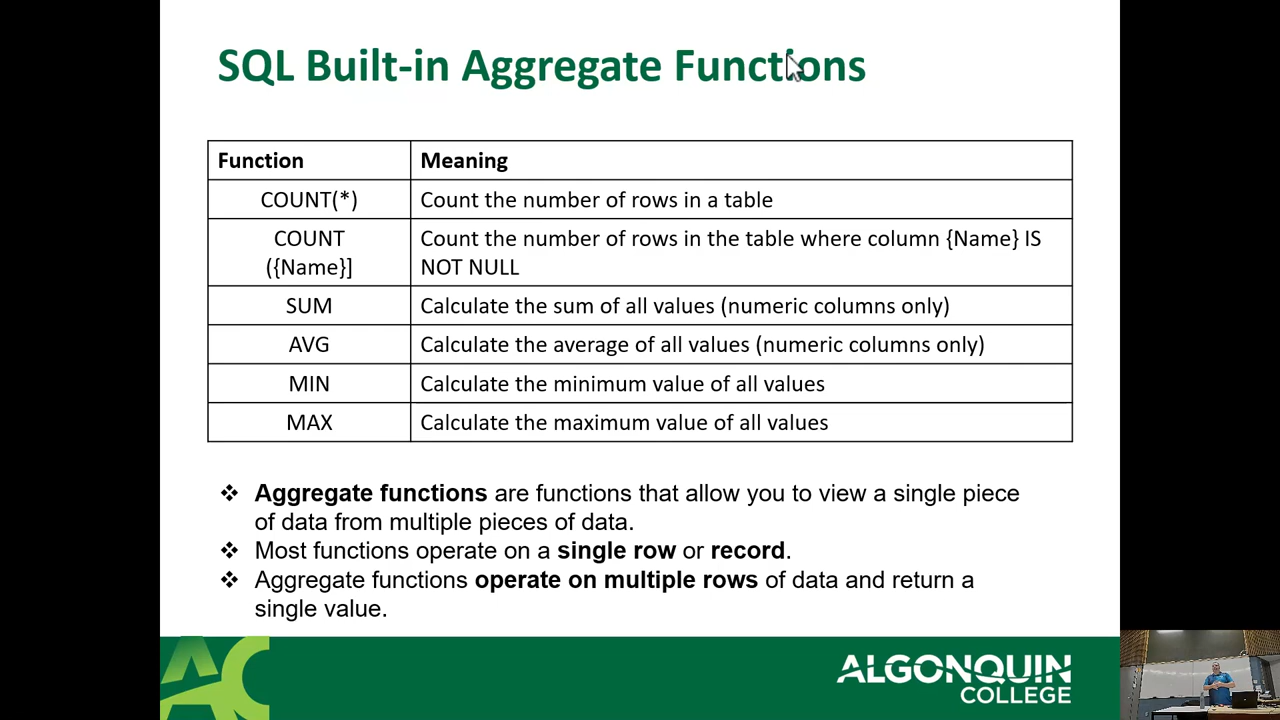 SQL Built-in Aggregate Functions
Function Meaning
COUNT(*) Count the number of rows in a table
COUNT
({Name}]
Count the number of rows in the table where column {Name} IS
NOT NULL
SUM Calculate the sum of all values (numeric columns only)
AVG Calculate the average of all values (numeric columns only)
MIN Calculate the minimum value of all values
MAX Calculate the maximum value of all values
❖ Aggregate functions are functions that allow you to view a single piece
of data from multiple pieces of data.
❖ Most functions operate on a single row or record.
❖ Aggregate functions operate on multiple rows of data and return a
single value.
AC
ALGONQUIN
COLLEGE